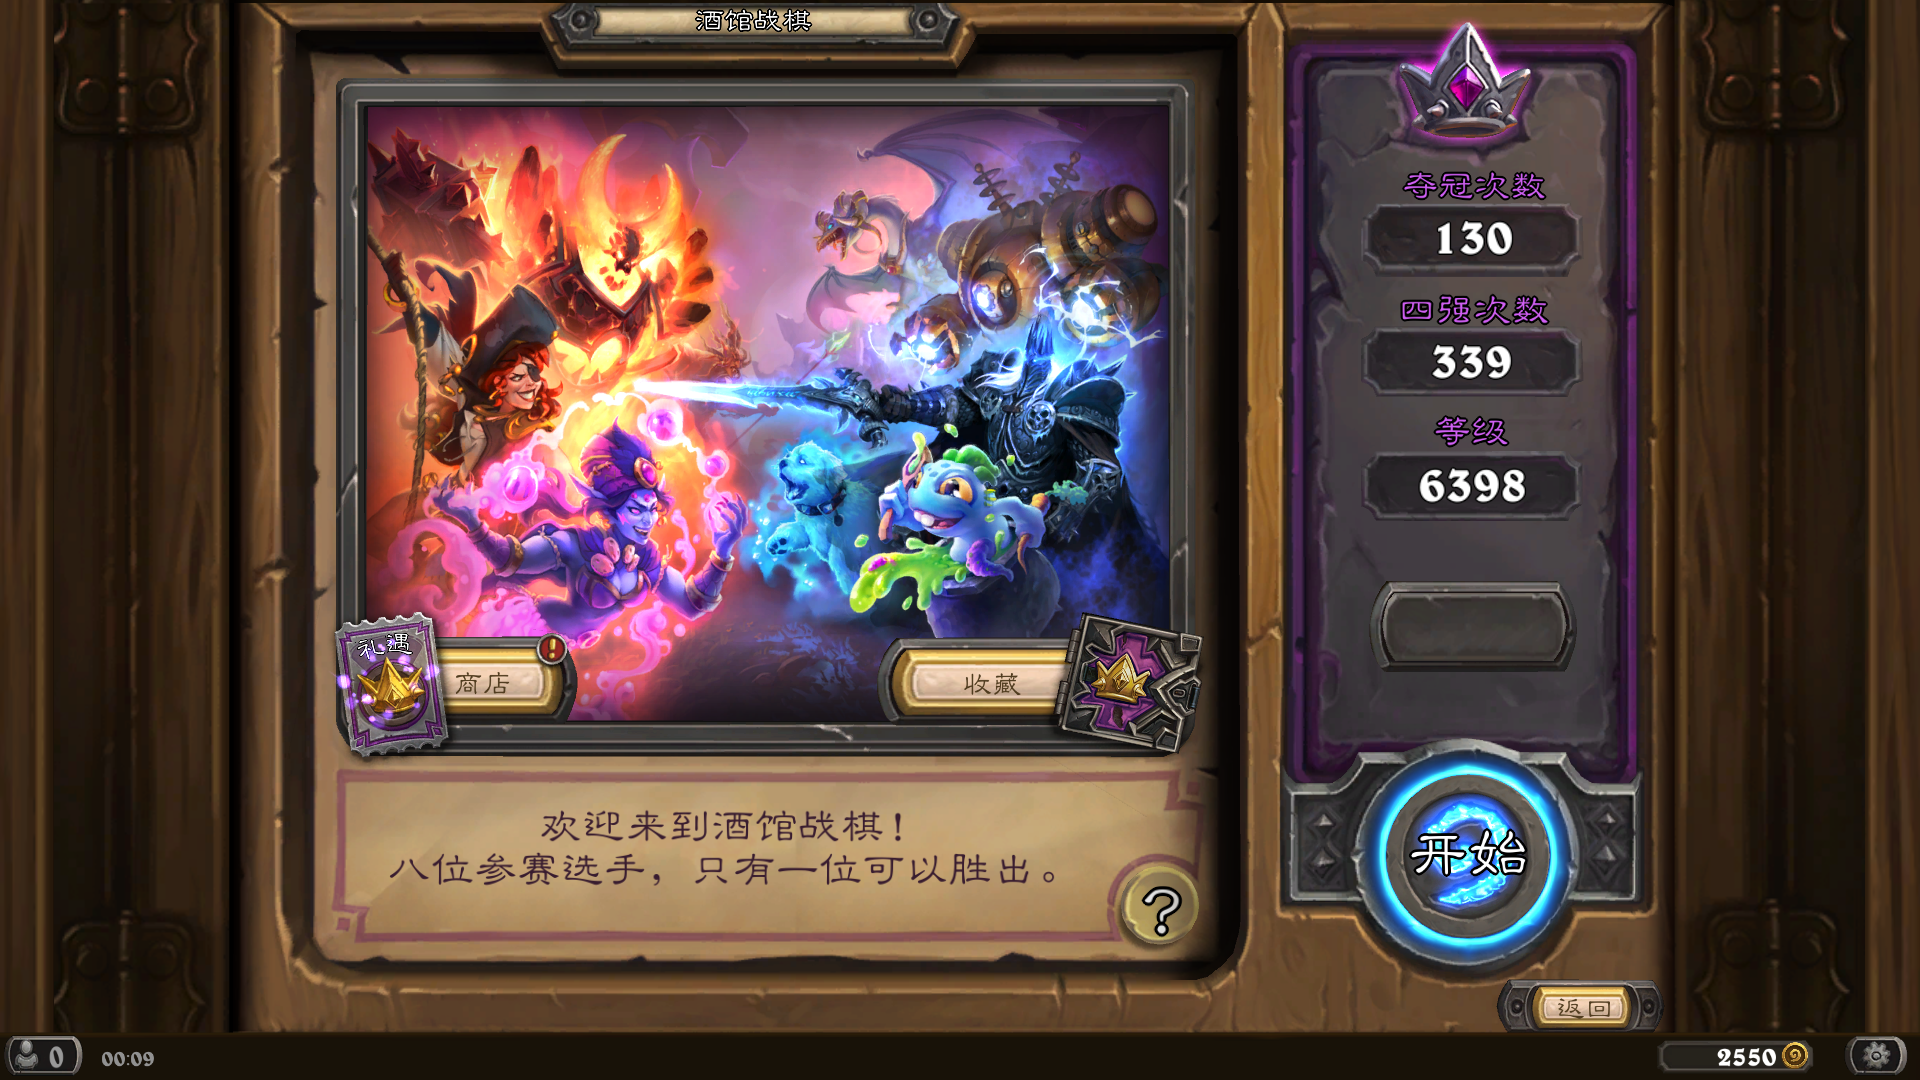 酒馆战棋
夺冠次数
130
四强次数
339
等级
6398
礼遇
商店
收藏
欢迎来到酒馆战棋！
八位参赛选手，只有一位可以胜出。
?
开始
返回
0
00:09
2550